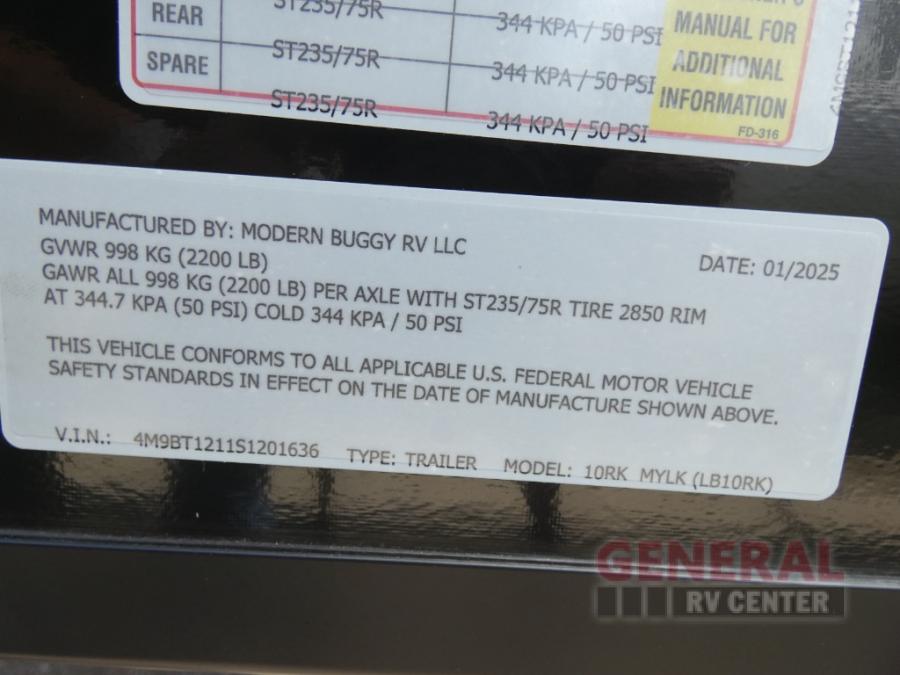 REAR ST235/75R 344 KPA / 50 PSI MANUAL FOR
SPARE ST235/75R 344 KPA / 50 PSI ADDITIONAL
ST235/75R 344 KPA / 50 PSI INFORMATION
FD-316
MANUFACTURED BY: MODERN BUGGY RV LLC
GVWR 998 KG (2200 LB) DATE: 01/2025
GAWR ALL 998 KG (2200 LB) PER AXLE WITH ST235/75R TIRE 2850 RIM
AT 344.7 KPA (50 PSI) COLD 344 KPA / 50 PSI
THIS VEHICLE CONFORMS TO ALL APPLICABLE U.S. FEDERAL MOTOR VEHICLE
SAFETY STANDARDS IN EFFECT ON THE DATE OF MANUFACTURE SHOWN ABOVE.
V.I.N.: 4M9BT1211S1201636 TYPE: TRAILER MODEL: 10RK MYLK (LB10RK)
GENERAL
RV CENTER